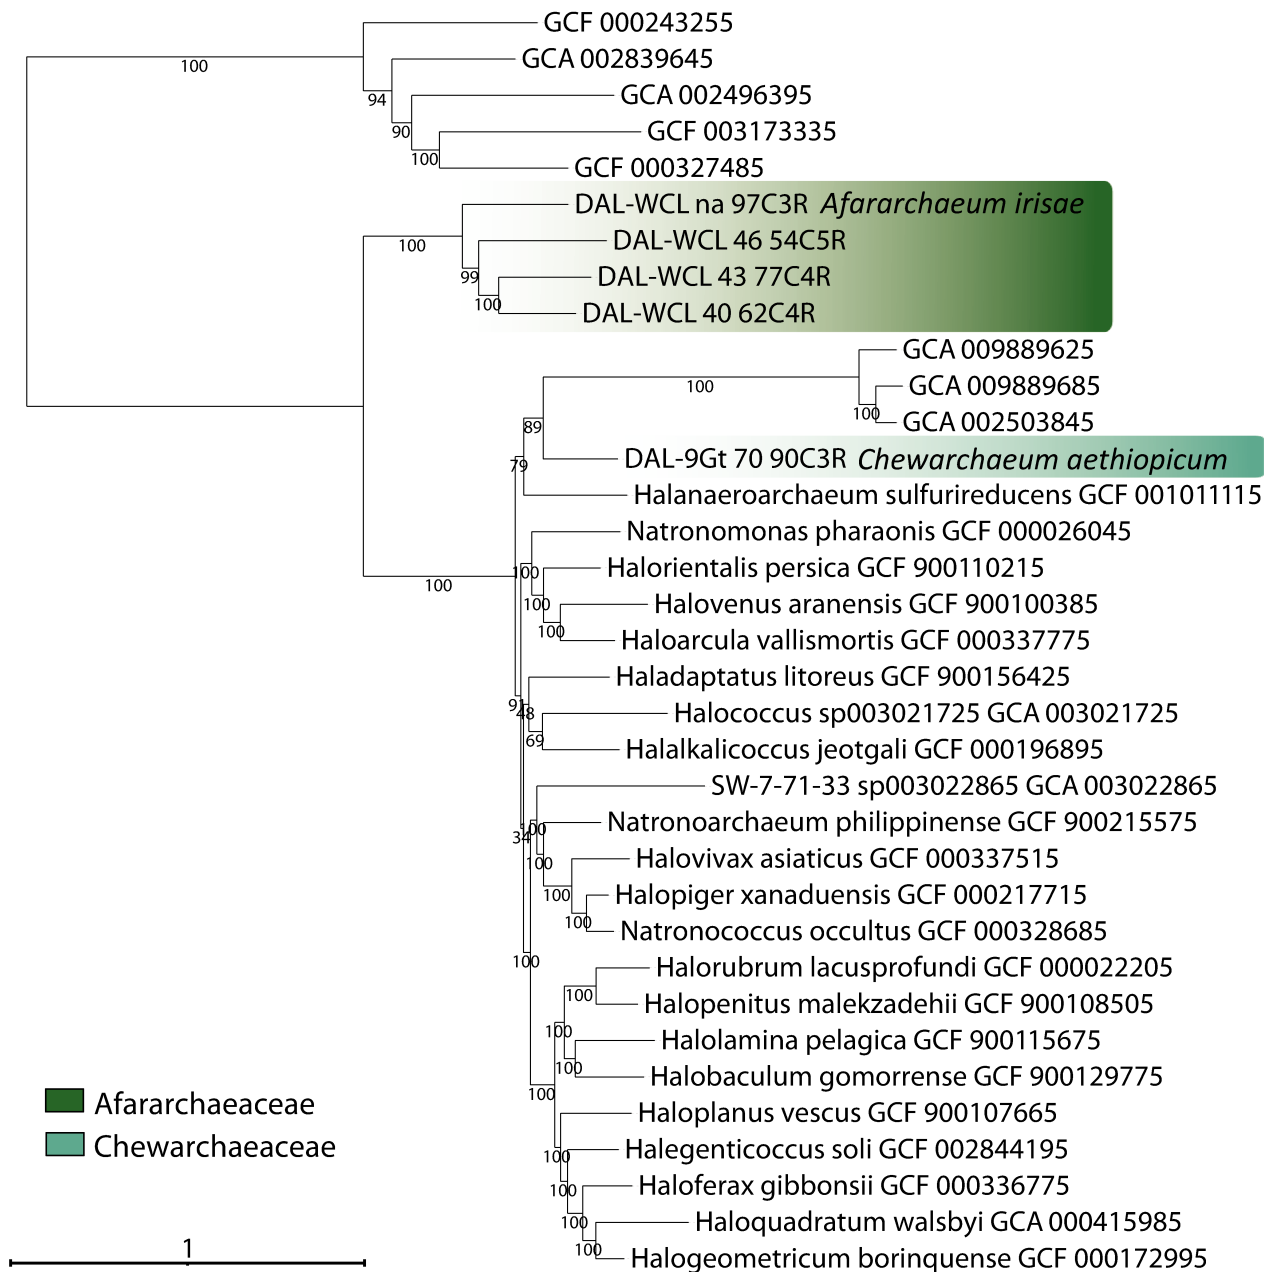 GCF 000243255
100
GCA 002839645
94
GCA 002496395
90
GCF 003173335
100
GCF 000327485
DAL-WCL na 97C3R Afararchaeum irisae
100
DAL-WCL 46 54C5R
99
DAL-WCL 43 77C4R
100
DAL-WCL 40 62C4R
GCA 009889625
100
GCA 009889685
100
GCA 002503845
89
DAL-9Gt 70 90C3R Chewarchaeum aethiopicum
79
Halanaeroarchaeum sulfurireducens GCF 001011115
Natronomonas pharaonis GCF 000026045
100
Halorientalis persica GCF 900110215
100
100
Halovenus aranensis GCF 900100385
100
Haloarcula vallismortis GCF 000337775
Haladaptatus litoreus GCF 900156425
91
48
Halococcus sp003021725 GCA 003021725
69
Halalkalicoccus jeotgali GCF 000196895
SW-7-71-33 sp003022865 GCA 003022865
Natronoarchaeum philippinense GCF 900215575
34
100
Halovivax asiaticus GCF 000337515
100
Halopiger xanaduensis GCF 000217715
100
Natronococcus occultus GCF 000328685
100
Halorubrum lacusprofundi GCF 000022205
100
Halopenitus malekzadehii GCF 900108505
100
Halolamina pelagica GCF 900115675
100
Halobaculum gomorrense GCF 900129775
100
Haloplanus vescus GCF 900107665
100
Halegenticoccus soli GCF 002844195
100
Haloferax gibbonsii GCF 000336775
100
Haloquadratum walsbyi GCA 000415985
100
Halogeometricum borinquense GCF 000172995
Afararchaeaceae
Chewarchaeaceae
1